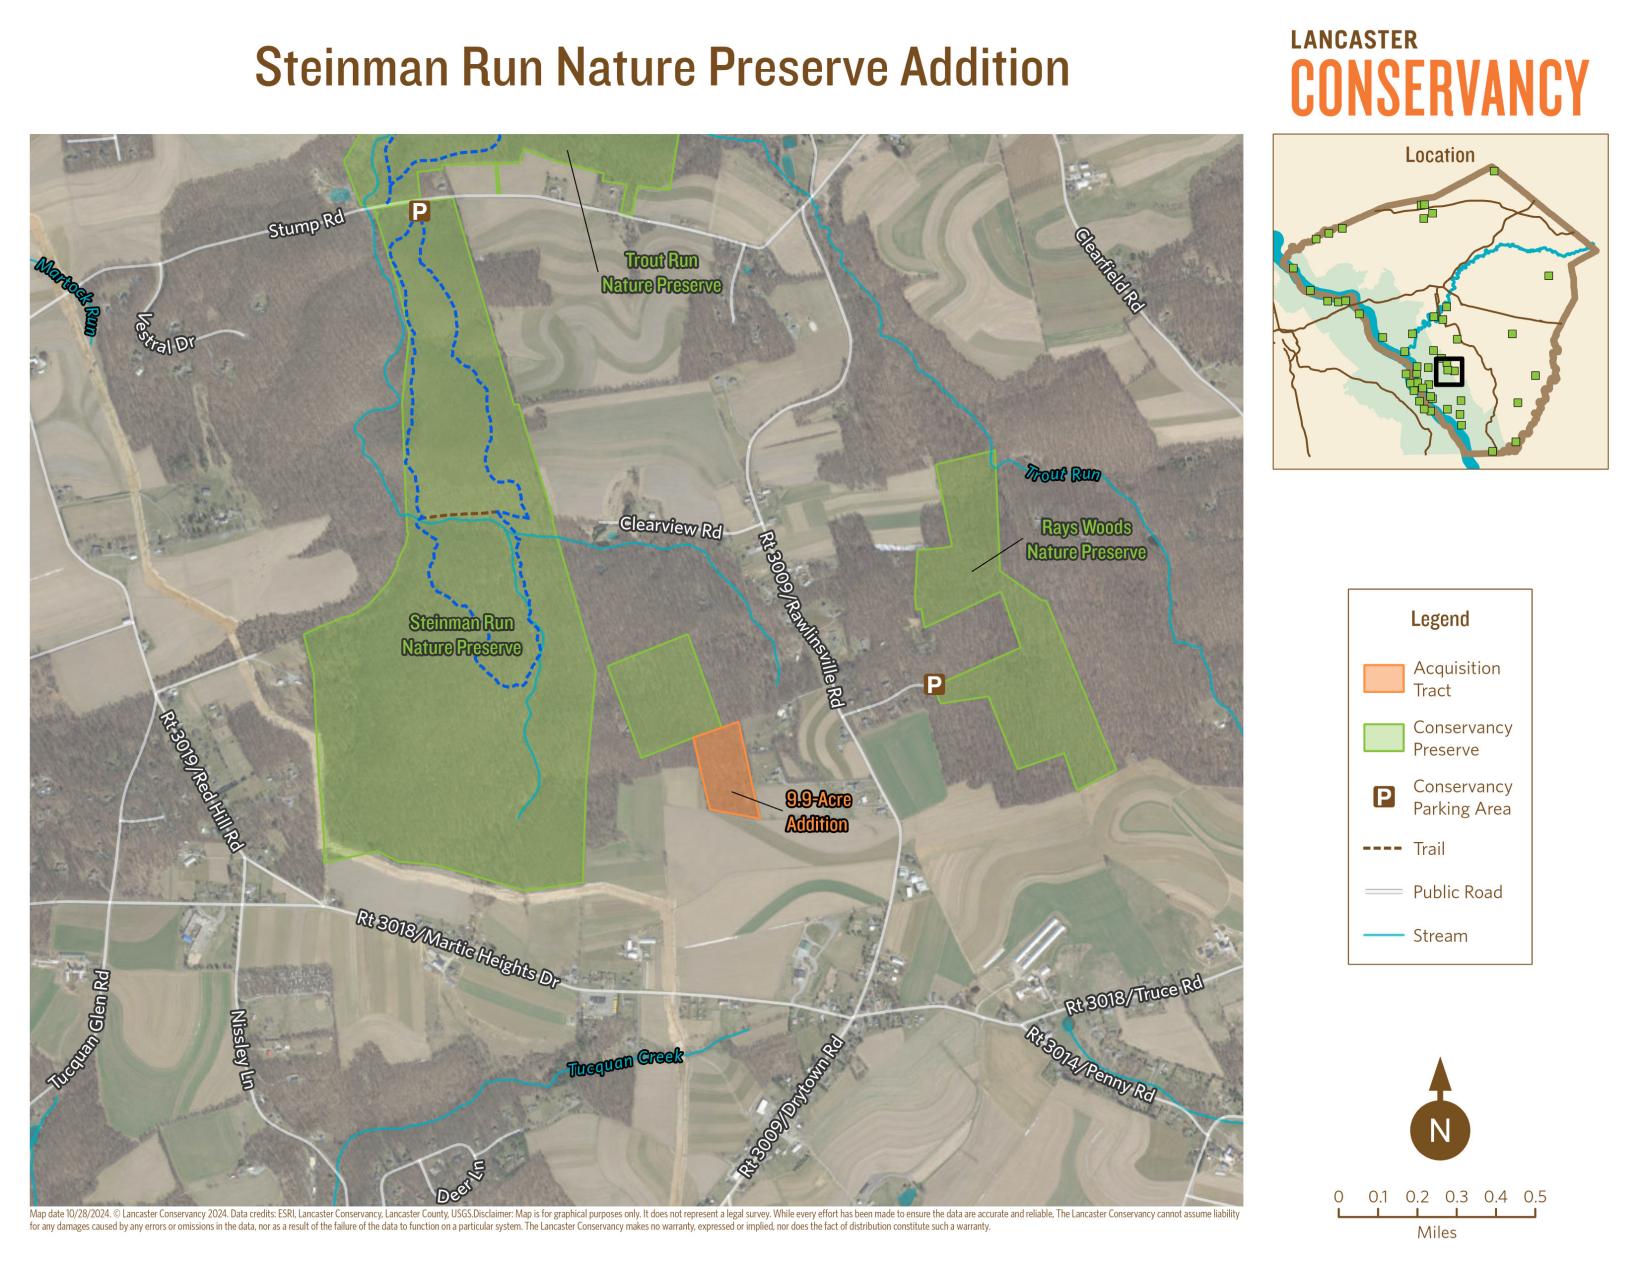 Steinman Run Nature Preserve Addition
LANCASTER
CONSERVANCY
Location
Stump Rd
P
Trout Run
Nature Preserve
Clearfield Rd
Martock Run
Vestral Dr
Trout Run
Clearview Rd
Rays Woods
Nature Preserve
Rt 3009/Rawlinsville Rd
Steinman Run
Nature Preserve
P
Rt 3019/Red Hill Rd
9.9-Acre
Addition
Rt 3018/Martic Heights Dr
Rt 3018/Truce Rd
Tucquan Glen Rd
Nissley Ln
Tucquan Creek
Rt 3014/Penny Rd
Rt 3009/Drytown Rd
Deer Ln
Legend
Acquisition
Tract
Conservancy
Preserve
P
Conservancy
Parking Area
Trail
Public Road
Stream
N
0 0.1 0.2 0.3 0.4 0.5
Miles
Map date 10/28/2024. © Lancaster Conservancy 2024. Data credits: ESRI, Lancaster Conservancy, Lancaster County, USGS.Disclaimer: Map is for graphical purposes only. It does not represent a legal survey. While every effort has been made to ensure the data are accurate and reliable, The Lancaster Conservancy cannot assume liability
for any damages caused by any errors or omissions in the data, nor as a result of the failure of the data to function on a particular system. The Lancaster Conservancy makes no warranty, expressed or implied, nor does the fact of distribution constitute such a warranty.